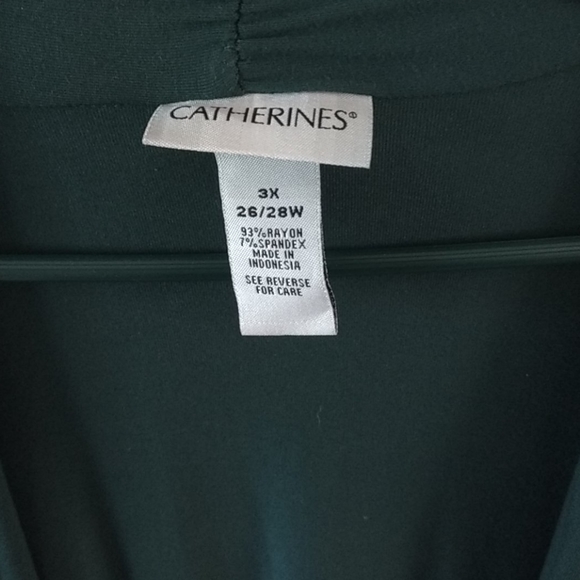 CATHERINES®
3X
26/28W
93%RAYON
7%SPANDEX
MADE IN
INDONESIA
SEE REVERSE
FOR CARE